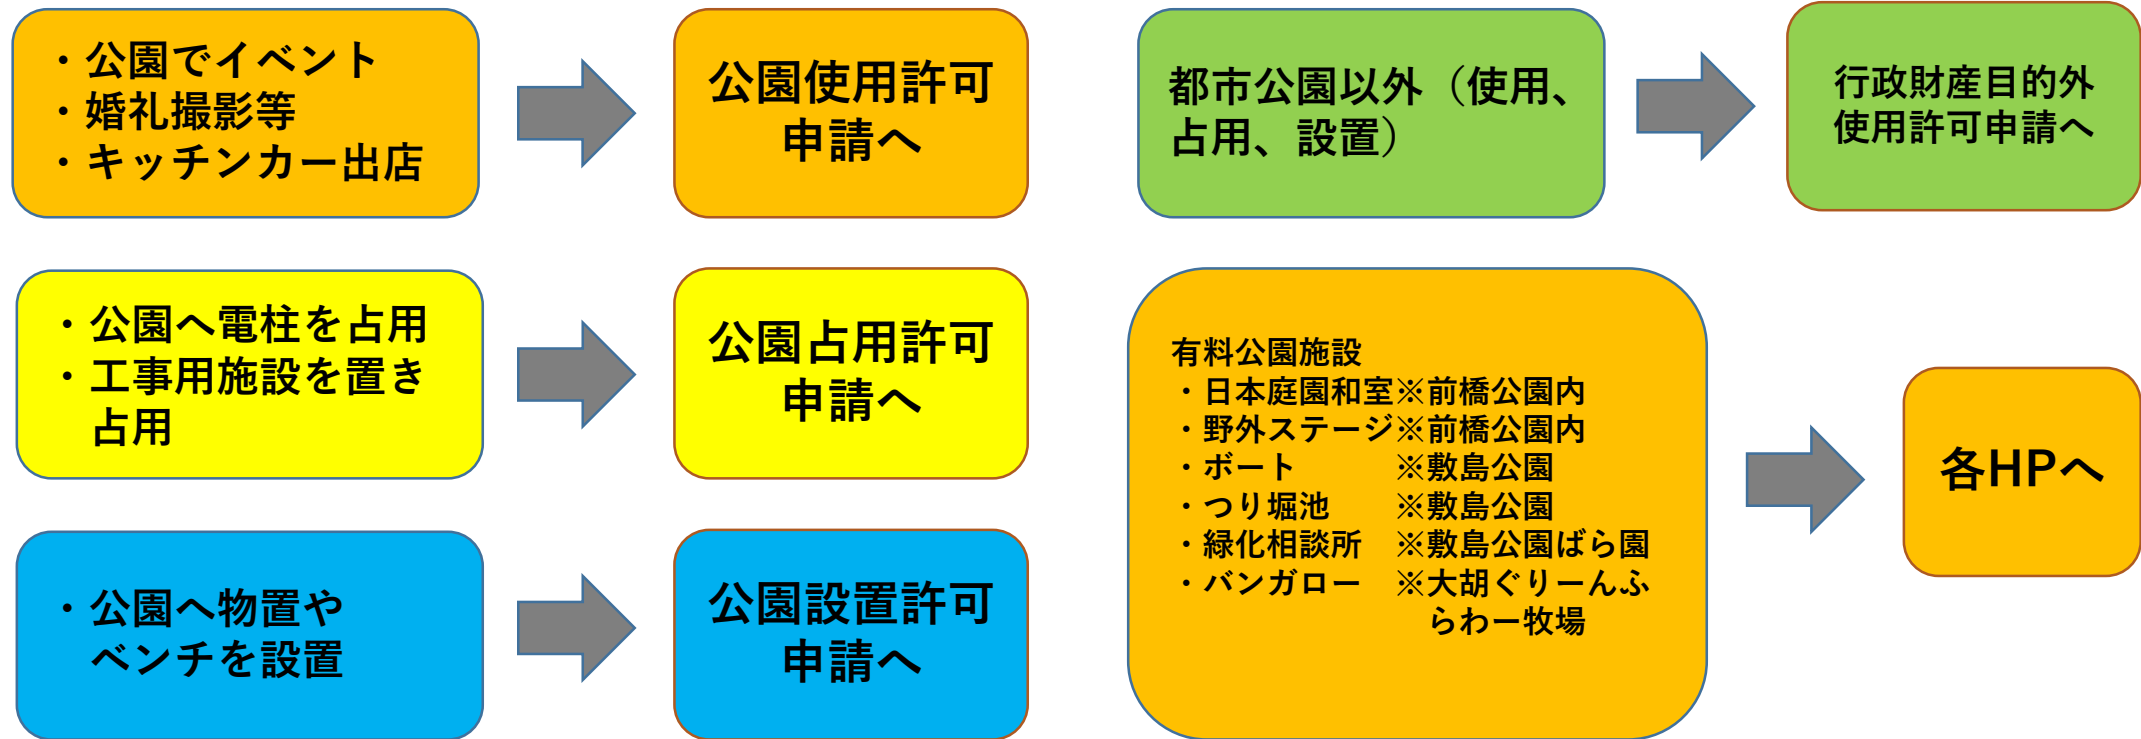 ・公園でイベント
・婚礼撮影等
・キッチンカー出店
公園使用許可
申請へ
・公園へ電柱を占用
・工事用施設を置き
占用
公園占用許可
申請へ
・公園へ物置や
ベンチを設置
公園設置許可
申請へ
都市公園以外（使用、
占用、設置）
行政財産目的外
使用許可申請へ
有料公園施設
・日本庭園和室※前橋公園内
・野外ステージ※前橋公園内
・ボート　　　※敷島公園
・つり堀池　　※敷島公園
・緑化相談所　※敷島公園ばら園
・バンガロー　※大胡ぐりーんふ
らわー牧場
各HPへ